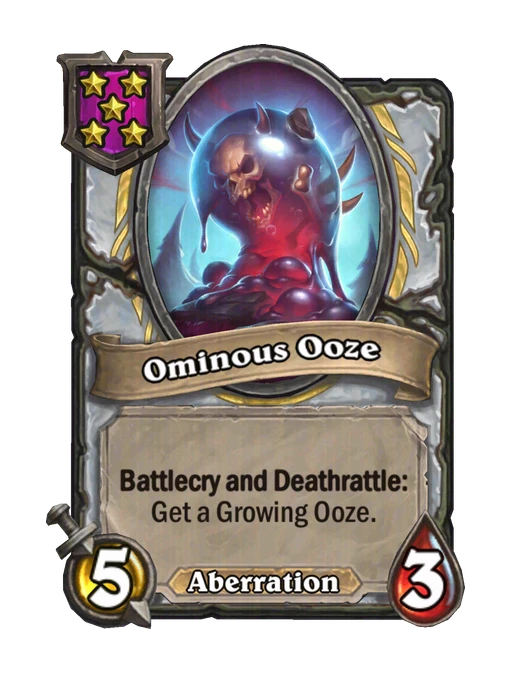 Ominous Ooze
Battlecry and Deathrattle:
Get a Growing Ooze.
5
Aberration
3